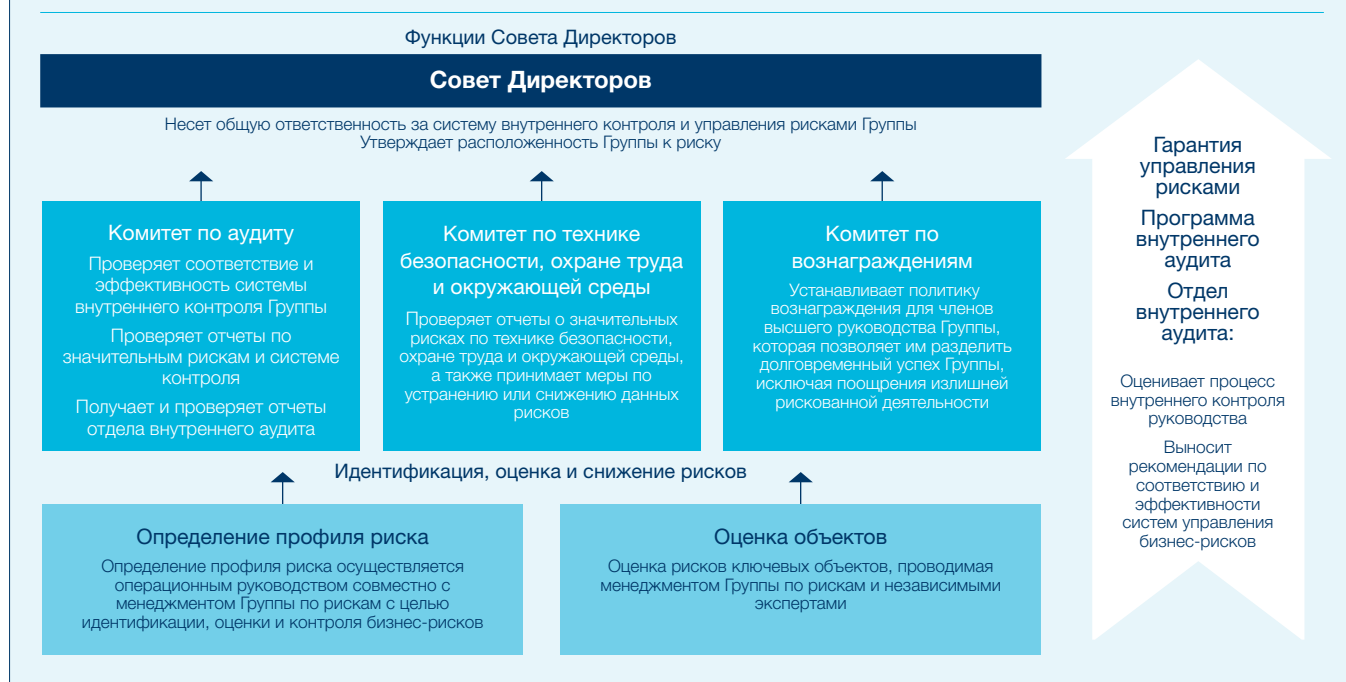 Функции Совета Директоров
Совет Директоров
Несет общую ответственность за систему внутреннего контроля и управления рисками Группы
Утверждает расположенность Группы к риску
Комитет по аудиту
Проверяет соответствие и
эффективность системы
внутреннего контроля Группы
Проверяет отчеты по
значительным рискам и системе
контроля
Получает и проверяет отчеты
отдела внутреннего аудита
Комитет по технике
безопасности, охране труда
и окружающей среды
Проверяет отчеты о значительных
рисках по технике безопасности,
охране труда и окружающей среды,
а также принимает меры по
устранению или снижению данных
рисков
Комитет по
вознаграждениям
Устанавливает политику
вознаграждения для членов
высшего руководства Группы,
которая позволяет им разделить
долговременный успех Группы,
исключая поощрения излишней
рискованной деятельности
Идентификация, оценка и снижение рисков
Определение профиля риска
Определение профиля риска осуществляется
операционным руководством совместно с
менеджментом Группы по рискам с целью
идентификации, оценки и контроля бизнес-рисков
Оценка объектов
Оценка рисков ключевых объектов, проводимая
менеджментом Группы по рискам и независимыми
экспертами
Гарантия
управления
рисками
Программа
внутреннего
аудита
Отдел
внутреннего
аудита:
Оценивает процесс
внутреннего контроля
руководства
Выносит
рекомендации по
соответствию и
эффективности
систем управления
бизнес-рисков